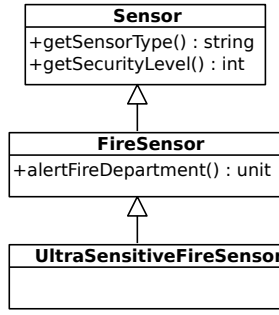 Sensor
+getSensorType() : string
+getSecurityLevel() : int
FireSensor
+alertFireDepartment() : unit
UltraSensitiveFireSensor